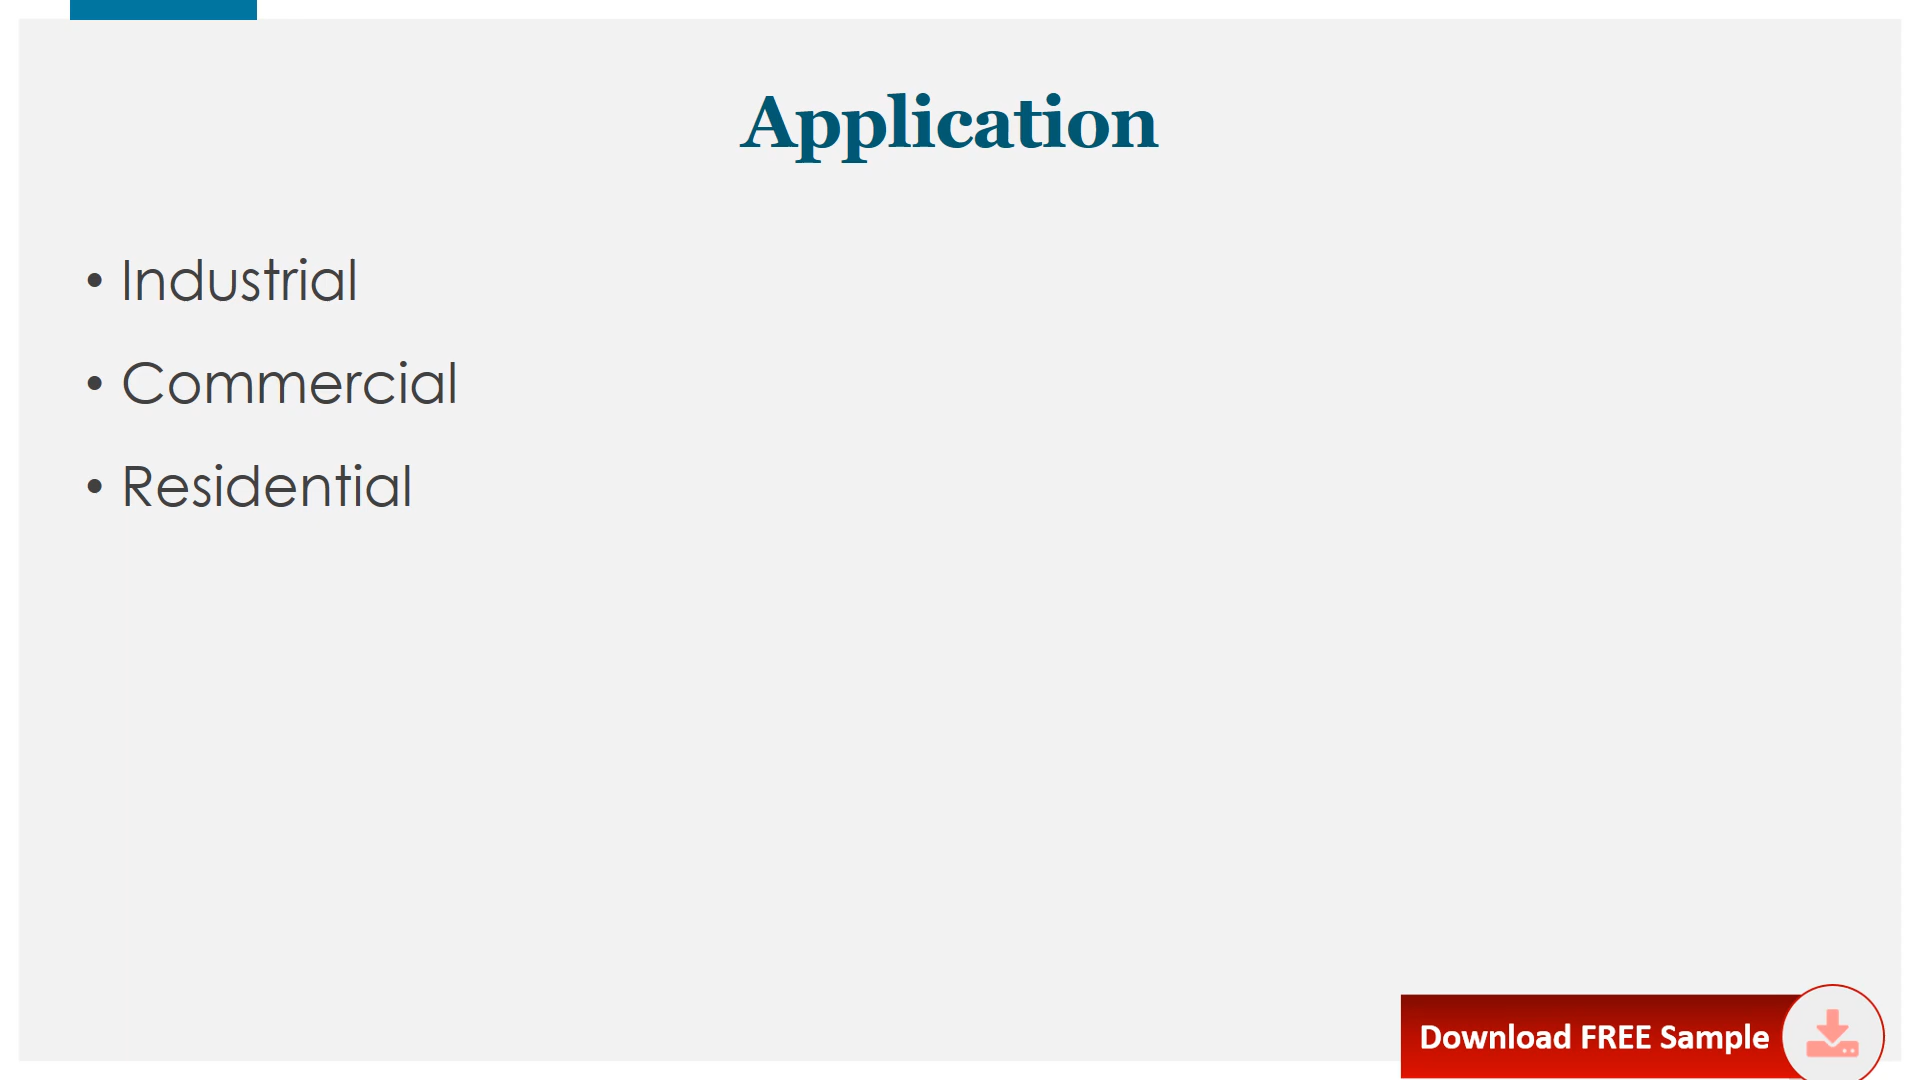 Application
• Industrial
• Commercial
• Residential
Download FREE Sample